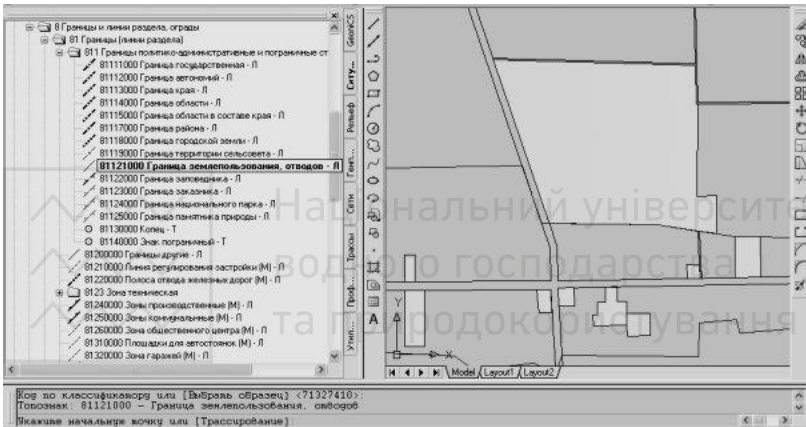 8 Границы и линии раздела, ограды
81 Границы (линии раздела)
811 Границы политико-административные и пограничные ст
81111000 Граница государственная - Л
81112000 Граница автономий - Л
81113000 Граница края - Л
81114000 Граница области - Л
81115000 Граница области в составе края - Л
81117000 Граница района - Л
81118000 Граница городской земли - Л
81119000 Граница территории сельсовета - Л
81121000 Граница землепользования, отводов - Л
81122000 Граница заповедника - Л
81123000 Граница заказника - Л
81124000 Граница национального парка - Л
81125000 Граница памятника природы - Л
81130000 Копец - Т
81140000 Знак пограничный - Т
81200000 Границы другие - Л
81210000 Линия регулирования застройки (М) - Л
81220000 Полоса отвода железных дорог (М) - Л
8123 Зона техническая
81240000 Зоны производственные (М) - Л
81250000 Зоны коммунальные (М) - Л
81260000 Зона общественного центра (М) - Л
81310000 Площадки для автостоянок (М) - Л
81320000 Зона гаражей (М) - Л
GeoniCS
Ситу...
Рельеф
Генп...
Сети
Трассы
Проф...
Утил...
Національний університ
водного господарства
та природокористування
A
Y
X
Model
Layout1
Layout2
Код по классификатору или [Выбрать образец] <71327410>:
Топознак: 81121000 - Граница землепользования, отводов
Укажите начальную точку или [Трассирование]: